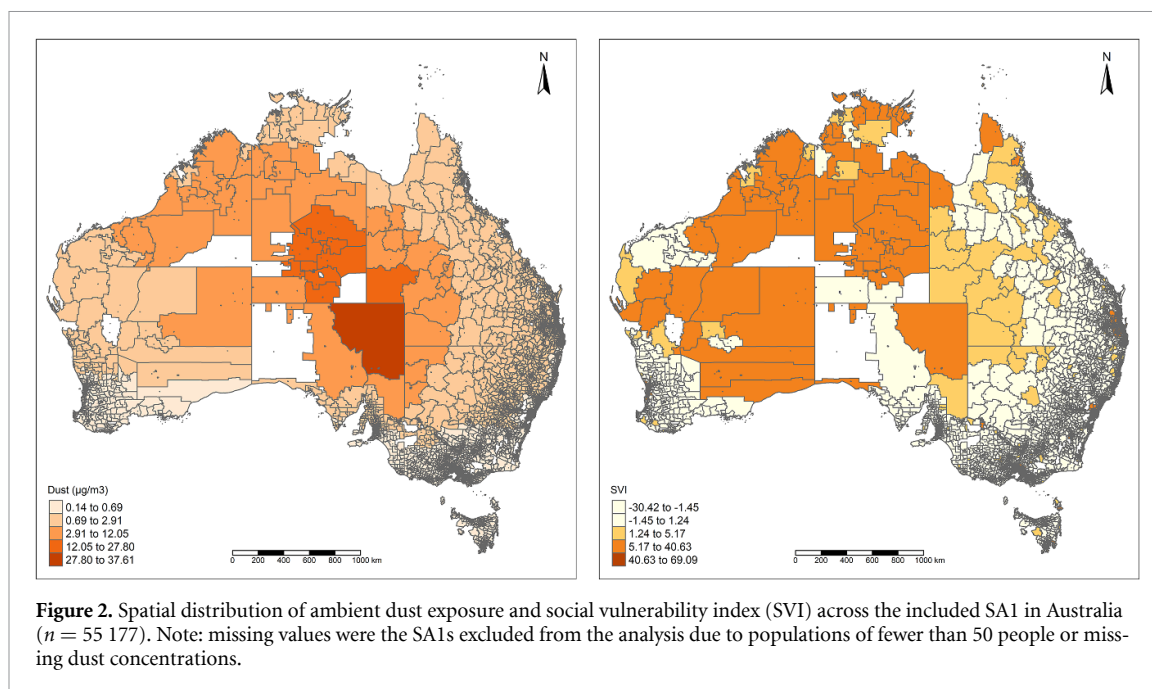 N
Dust (µg/m3)
0.14 to 0.69
0.69 to 2.91
2.91 to 12.05
12.05 to 27.80
27.80 to 37.61
0 200 400 600 800 1000 km
N
SVI
-30.42 to -1.45
-1.45 to 1.24
1.24 to 5.17
5.17 to 40.63
40.63 to 69.09
0 200 400 600 800 1000 km
Figure 2. Spatial distribution of ambient dust exposure and social vulnerability index (SVI) across the included SA1 in Australia
(n = 55 177). Note: missing values were the SA1s excluded from the analysis due to populations of fewer than 50 people or miss-
ing dust concentrations.